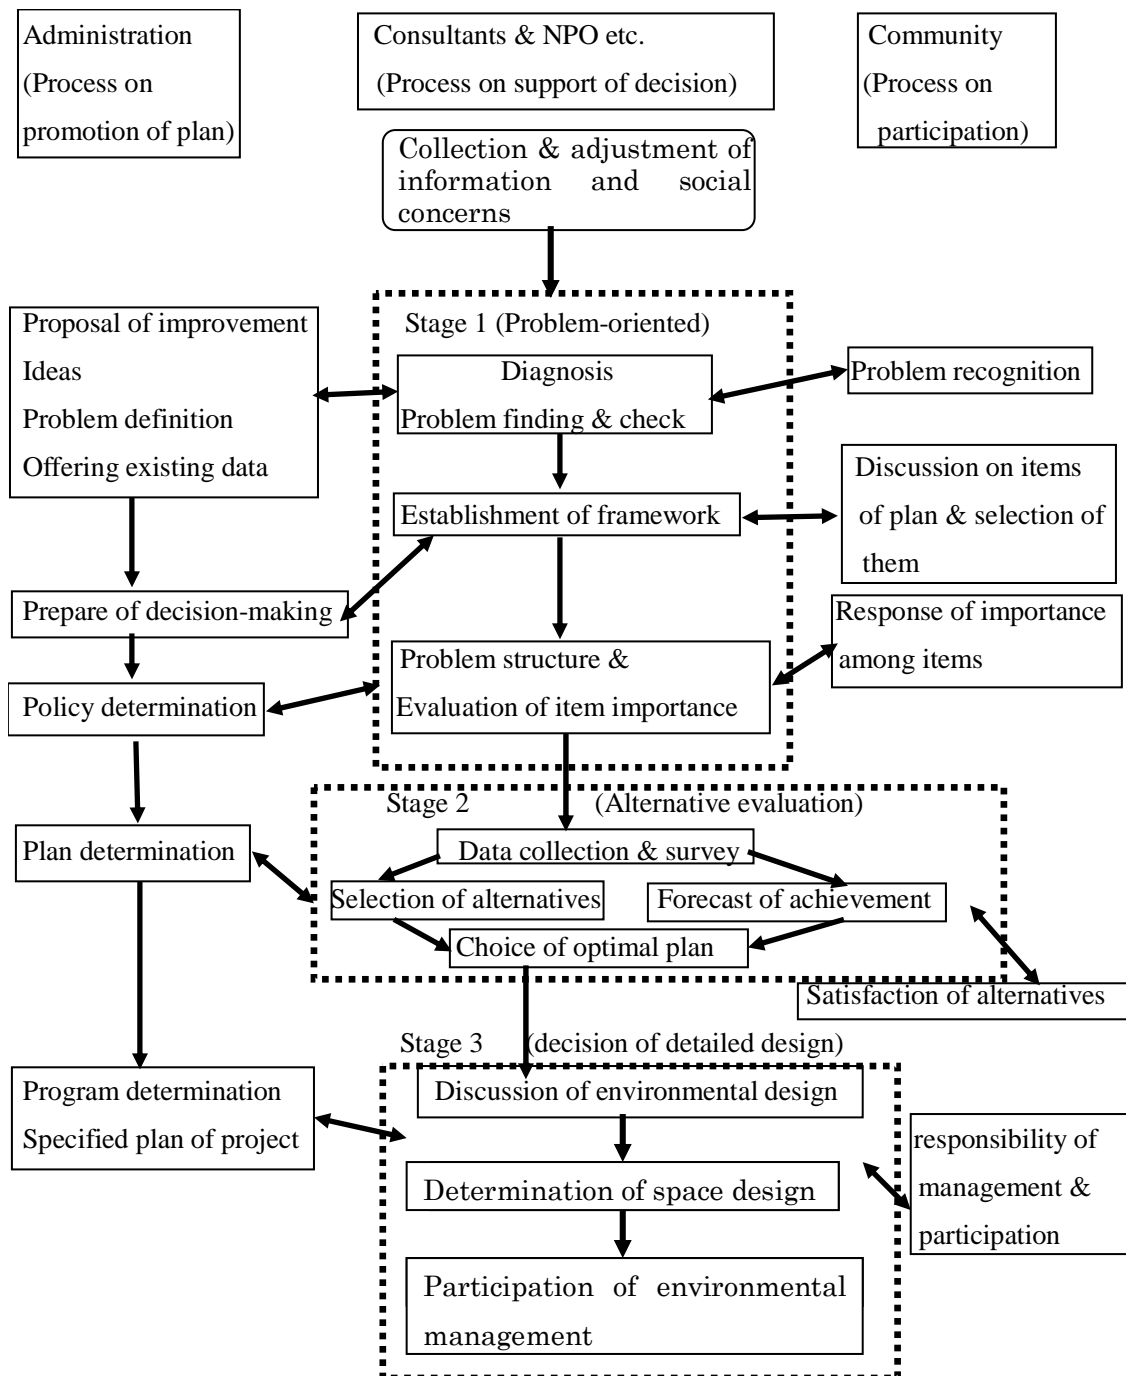 Administration
(Process on
promotion of plan)
Consultants & NPO etc.
(Process on support of decision)
Community
(Process on
participation)
Collection & adjustment of
information and social
concerns
Proposal of improvement
Ideas
Problem definition
Offering existing data
Stage 1 (Problem-oriented)
Diagnosis
Problem finding & check
Problem recognition
Establishment of framework
Discussion on items
of plan & selection of
them
Prepare of decision-making
Problem structure &
Evaluation of item importance
Response of importance
among items
Policy determination
Stage 2 (Alternative evaluation)
Plan determination
Data collection & survey
Selection of alternatives
Forecast of achievement
Choice of optimal plan
Satisfaction of alternatives
Stage 3 (decision of detailed design)
Program determination
Specified plan of project
Discussion of environmental design
Determination of space design
Participation of environmental
management
responsibility of
management &
participation